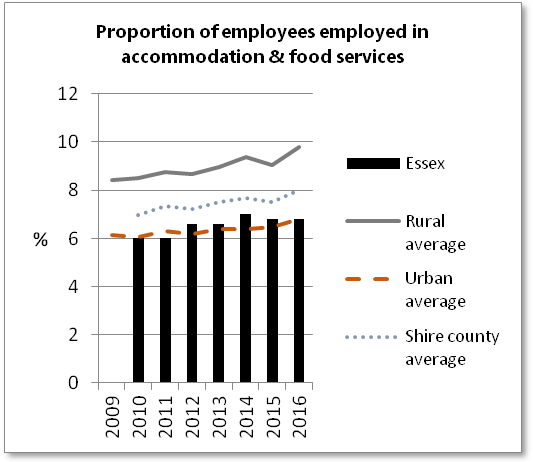 Proportion of employees employed in
accommodation & food services
12
10
8
6
4
2
0
%
2009
2010
2011
2012
2013
2014
2015
2016
Essex
Rural
average
Urban
average
Shire county
average